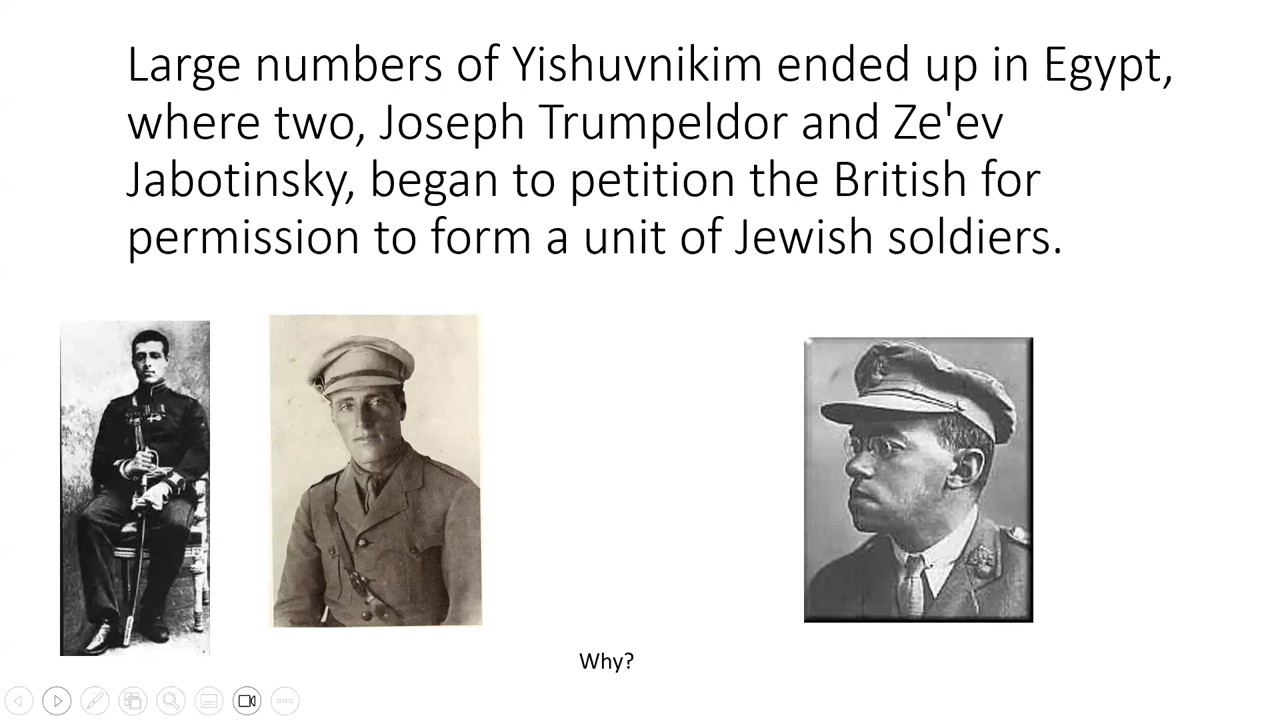 Large numbers of Yishuvnikim ended up in Egypt,
where two, Joseph Trumpeldor and Ze'ev
Jabotinsky, began to petition the British for
permission to form a unit of Jewish soldiers.
Why?